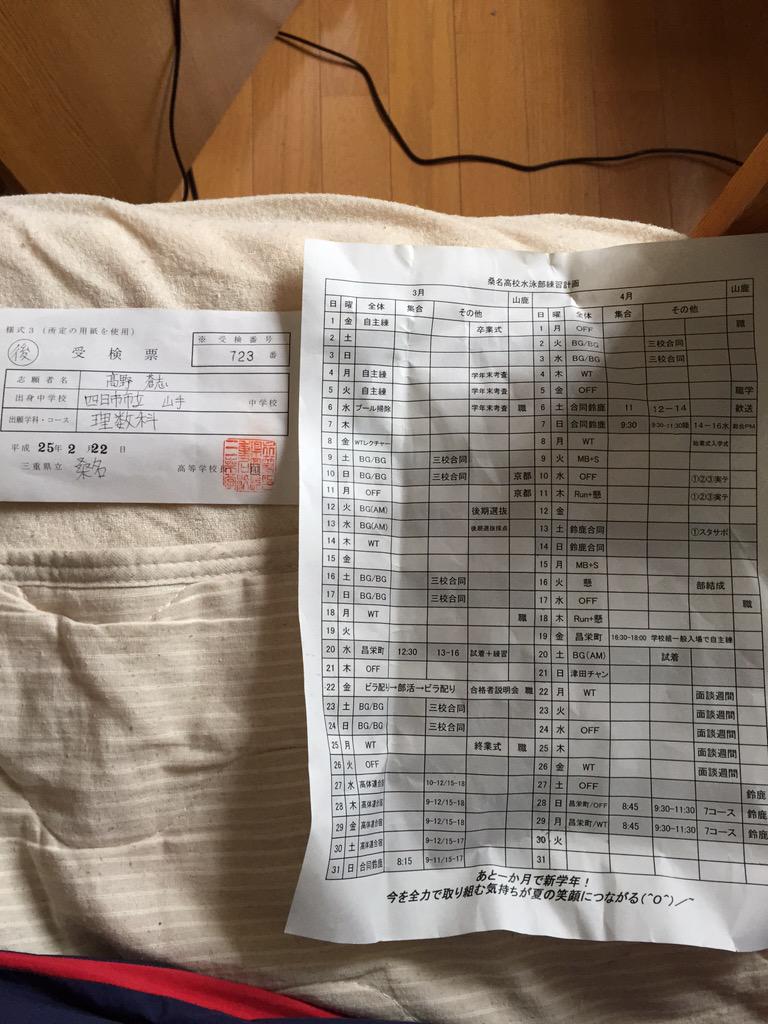 様式3 (所定の用紙を使用)
後 受検票
※ 受検番号
723 番
志願者名 髙野 蒼志
出身中学校 四日市市立 山手 中学校
出願学科・コース 理数科
平成 25年 2月 22日
三重県立 桑名 高等学校長
桑名高校水泳部練習計画
3月 山鹿 4月 山鹿
日 曜 全体 集合 その他 日 曜 全体 集合 その他
1 金 自主練 卒業式 1 月 OFF 職
2 土 2 火 BG/BG 三校合同
3 日 3 水 BG/BG 三校合同
4 月 自主練 学年末考査 4 木 WT
5 火 自主練 学年末考査 5 金 OFF 職学
6 水 プール掃除 学年末考査 職 6 土 合同鈴鹿 11 12-14 歓送
7 木 7 日 合同鈴鹿 9:30 9:30-11:30陸 14-16水 総会PM
8 金 WTレクチャー 8 月 WT 始業式入学式
9 土 BG/BG 三校合同 9 火 MB+S
10 日 BG/BG 三校合同 京都 10 水 OFF ①②③実テ
11 月 OFF 京都 11 木 Run+懸 ①②③実テ
12 火 BG(AM) 後期選抜 12 金
13 水 BG(AM) 後期選抜採点 13 土 鈴鹿合同 ①スタサポ
14 木 WT 14 日 鈴鹿合同
15 金 15 月 MB+S
16 土 BG/BG 三校合同 16 火 懸 部結成
17 日 BG/BG 三校合同 17 水 OFF 職
18 月 WT 職 18 木 Run+懸
19 火 19 金 昌栄町 16:30-18:00 学校組一般入場で自主練
20 水 昌栄町 12:30 13-16 試着+練習 20 土 BG(AM) 試着
21 木 OFF 21 日 津田チャン
22 金 ビラ配り→部活→ビラ配り 合格者説明会 職 22 月 WT 面談週間
23 土 BG/BG 三校合同 23 火 面談週間
24 日 BG/BG 三校合同 24 水 OFF 面談週間
25 月 WT 終業式 職 25 木 面談週間
26 火 OFF 26 金 WT 面談週間
27 水 高体連合宿 10-12/15-18 27 土 OFF 鈴鹿
28 木 高体連合宿 9-12/15-18 28 日 昌栄町/OFF 8:45 9:30-11:30 7コース 鈴鹿
29 金 高体連合宿 9-12/15-18 29 月 昌栄町/WT 8:45 9:30-11:30 7コース 鈴鹿
30 土 高体連合宿 9-12/15-18 30 火
31 日 合同鈴鹿 8:15 9-11/15-17 31
あと一か月で新学年!
今を全力で取り組む気持ちが夏の笑顔につながる(^O^)／~